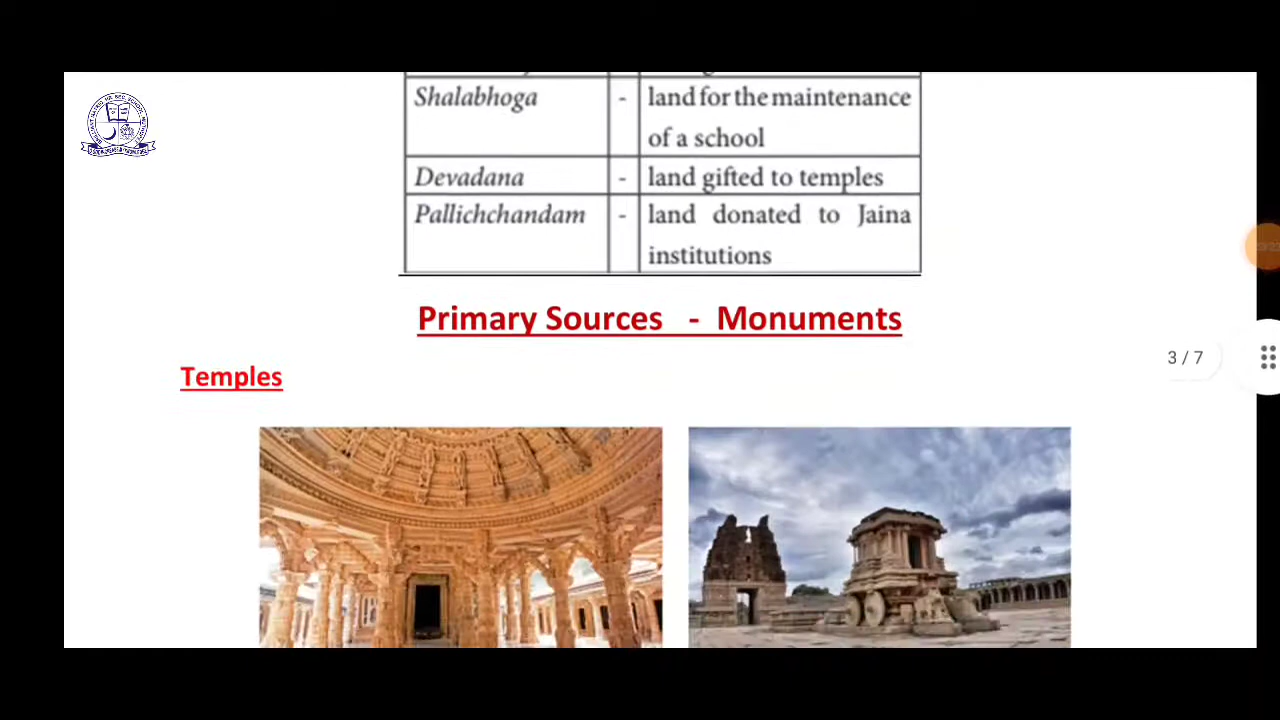 Shalabhoga - land for the maintenance
of a school
Devadana - land gifted to temples
Pallichchandam - land donated to Jaina
institutions
Primary Sources - Monuments
3 / 7
Temples